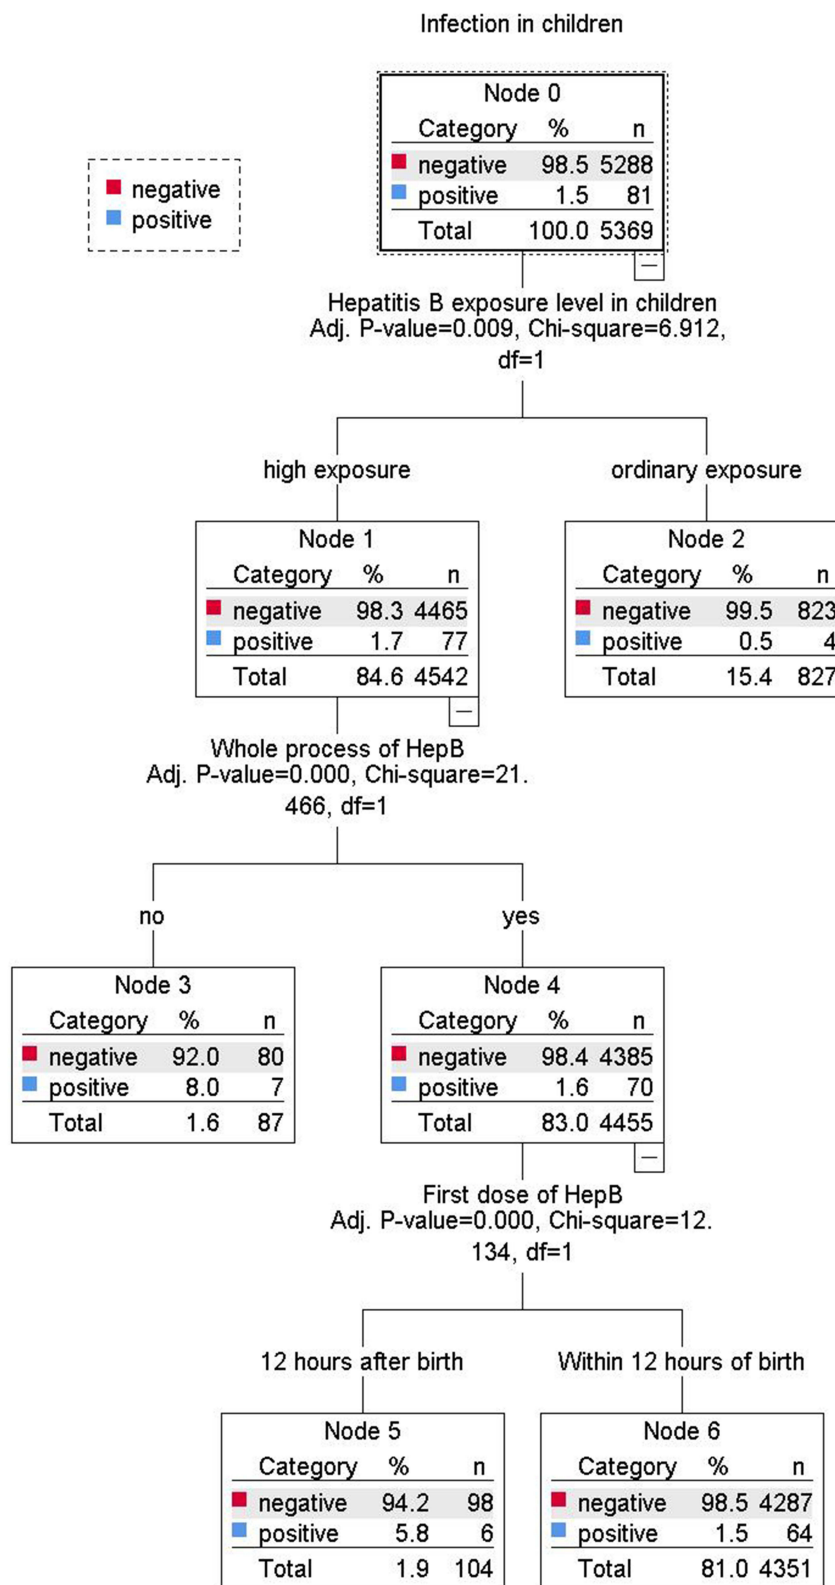 Infection in children
Node 0
Category % n
negative 98.5 5288
positive 1.5 81
Total 100.0 5369
negative
positive
Hepatitis B exposure level in children
Adj. P-value=0.009, Chi-square=6.912,
df=1
high exposure
ordinary exposure
Node 1
Category % n
negative 98.3 4465
positive 1.7 77
Total 84.6 4542
Node 2
Category % n
negative 99.5 823
positive 0.5 4
Total 15.4 827
Whole process of HepB
Adj. P-value=0.000, Chi-square=21.
466, df=1
no
yes
Node 3
Category % n
negative 92.0 80
positive 8.0 7
Total 1.6 87
Node 4
Category % n
negative 98.4 4385
positive 1.6 70
Total 83.0 4455
First dose of HepB
Adj. P-value=0.000, Chi-square=12.
134, df=1
12 hours after birth
Within 12 hours of birth
Node 5
Category % n
negative 94.2 98
positive 5.8 6
Total 1.9 104
Node 6
Category % n
negative 98.5 4287
positive 1.5 64
Total 81.0 4351